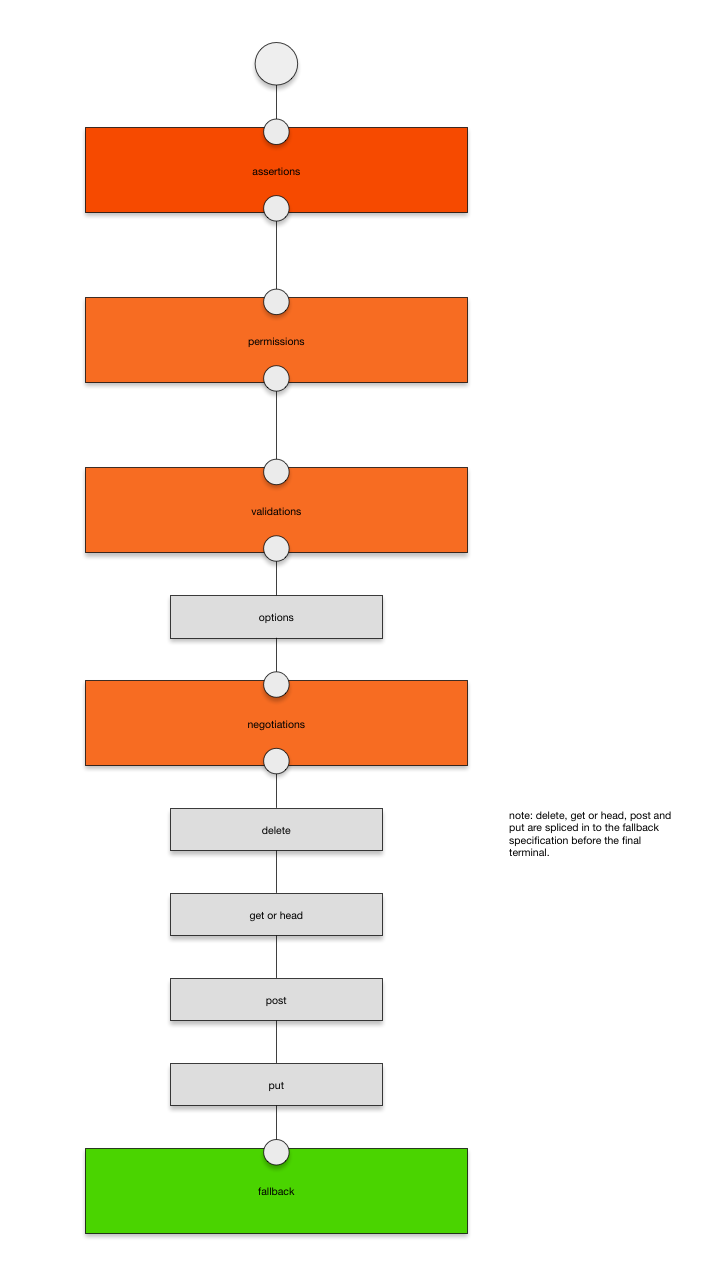 assertions
permissions
validations
options
negotiations
delete
note: delete, get or head, post and
put are spliced in to the fallback
specification before the final
terminal.
get or head
post
put
fallback